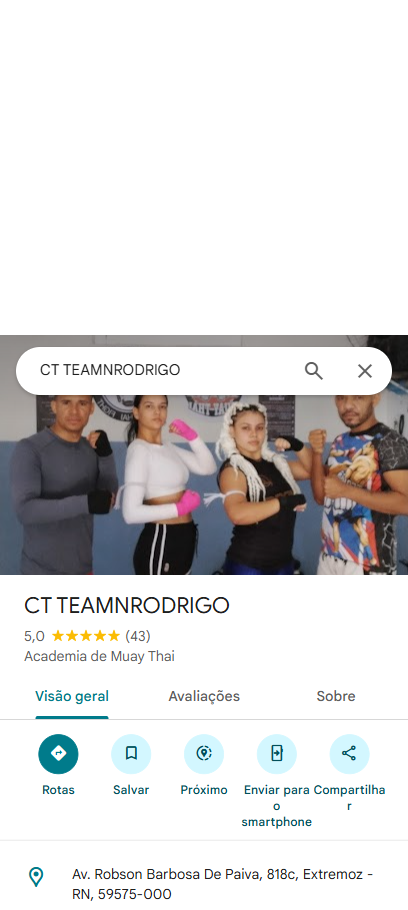 CT TEAMNRODRIGO
CT TEAMNRODRIGO
5,0 ★★★★★ (43)
Academia de Muay Thai
Visão geral
Avaliações
Sobre
Rotas
Salvar
Próximo
Enviar para
o
smartphone
Compartilha
r
Av. Robson Barbosa De Paiva, 818c, Extremoz -
RN, 59575-000